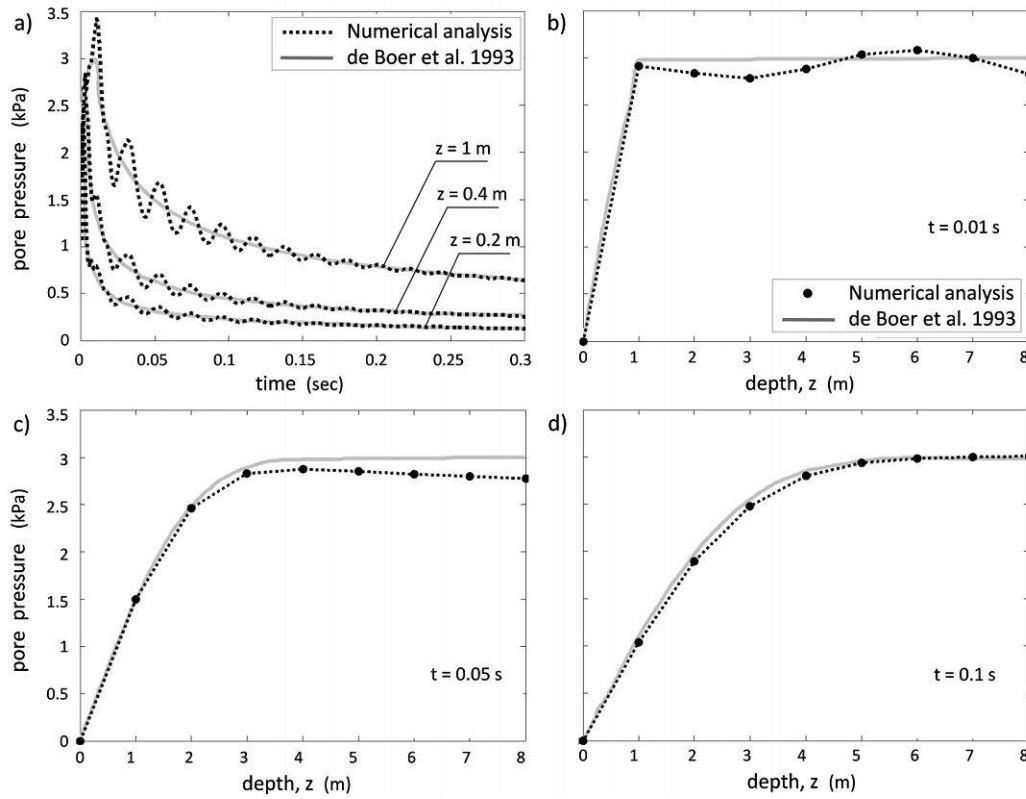 a)
3.5
3
2.5
2
1.5
1
0.5
0
pore pressure (kPa)
Numerical analysis
de Boer et al. 1993
z = 1 m
z = 0.4 m
z = 0.2 m
0 0.05 0.1 0.15 0.2 0.25 0.3
time (sec)
b)
t = 0.01 s
Numerical analysis
de Boer et al. 1993
0 1 2 3 4 5 6 7 8
depth, z (m)
c)
3.5
3
2.5
2
1.5
1
0.5
0
pore pressure (kPa)
t = 0.05 s
0 1 2 3 4 5 6 7 8
depth, z (m)
d)
t = 0.1 s
0 1 2 3 4 5 6 7 8
depth, z (m)